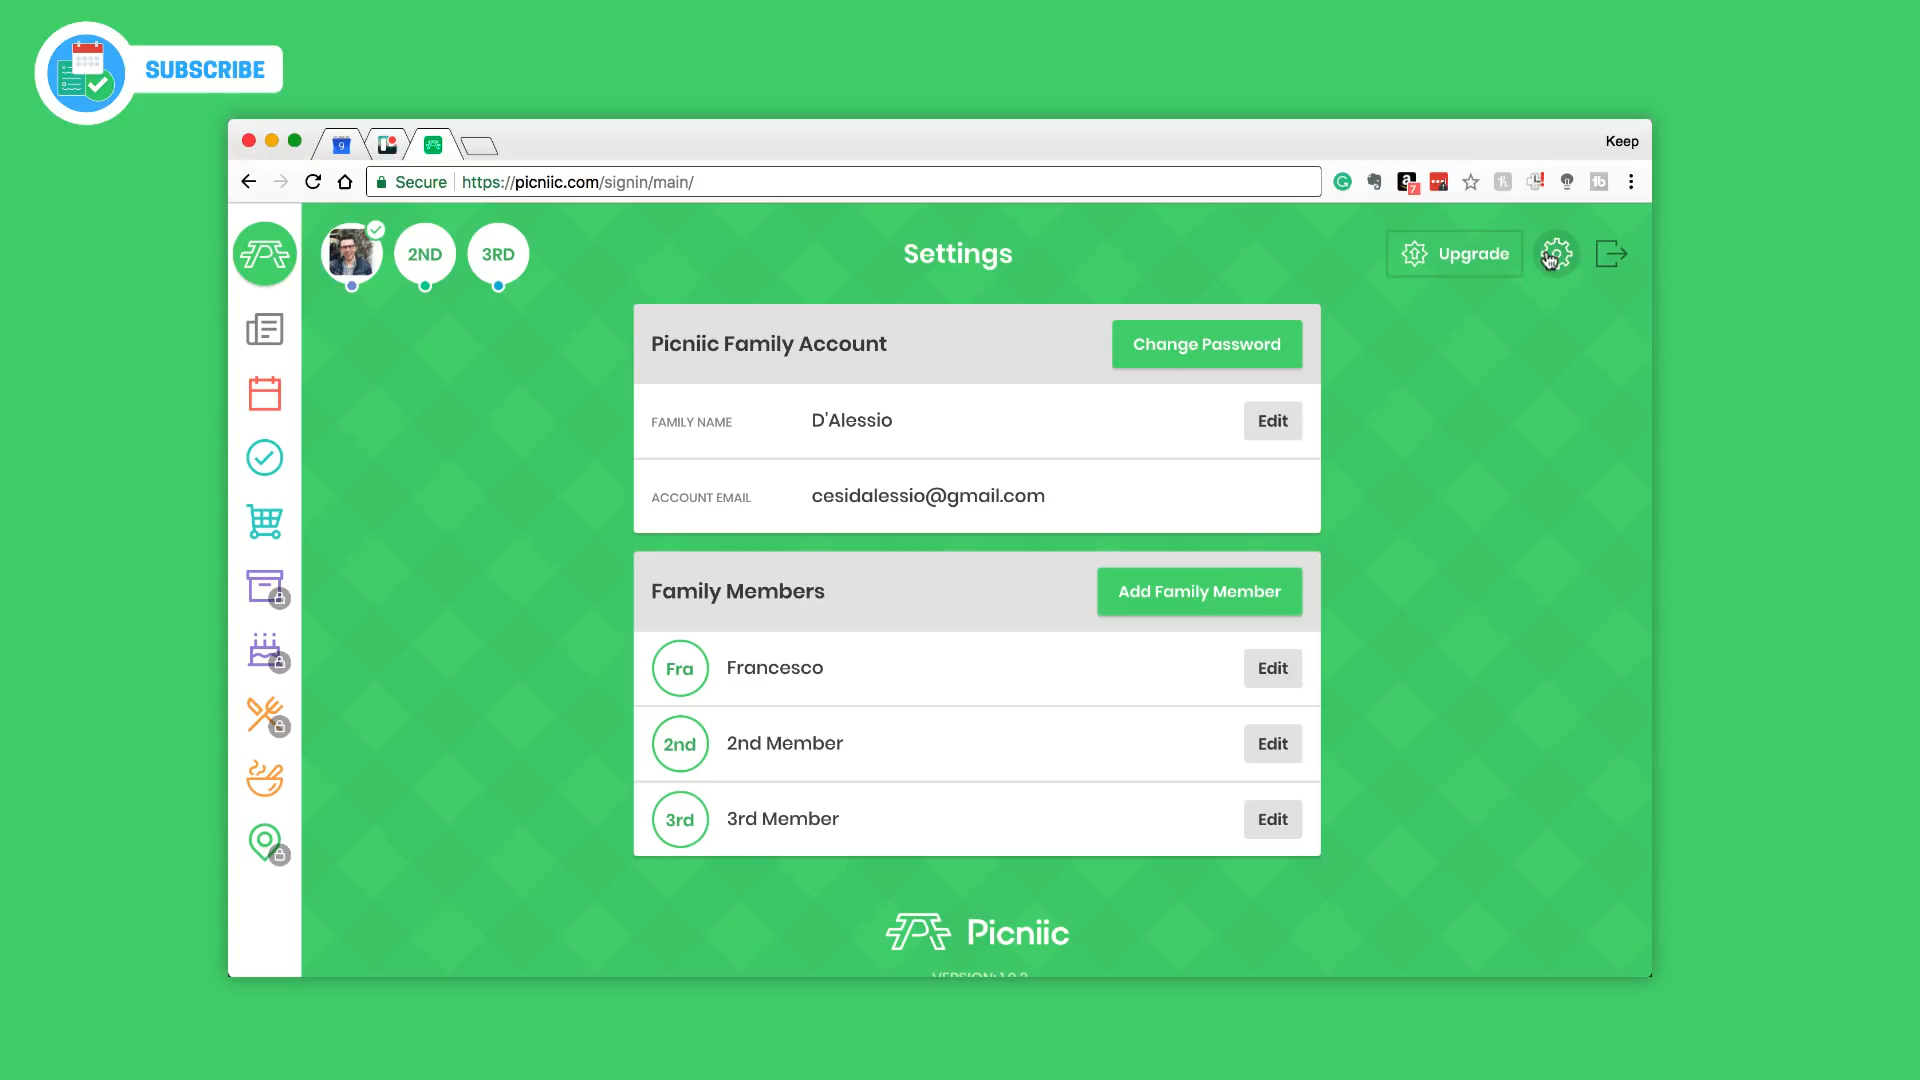 SUBSCRIBE
9
Keep
Secure https://picniic.com/signin/main/
7
2ND
3RD
Settings
Upgrade
Picniic Family Account
Change Password
FAMILY NAME
D'Alessio
Edit
ACCOUNT EMAIL
cesidalessio@gmail.com
Family Members
Add Family Member
Fra
Francesco
Edit
2nd
2nd Member
Edit
3rd
3rd Member
Edit
Picniic